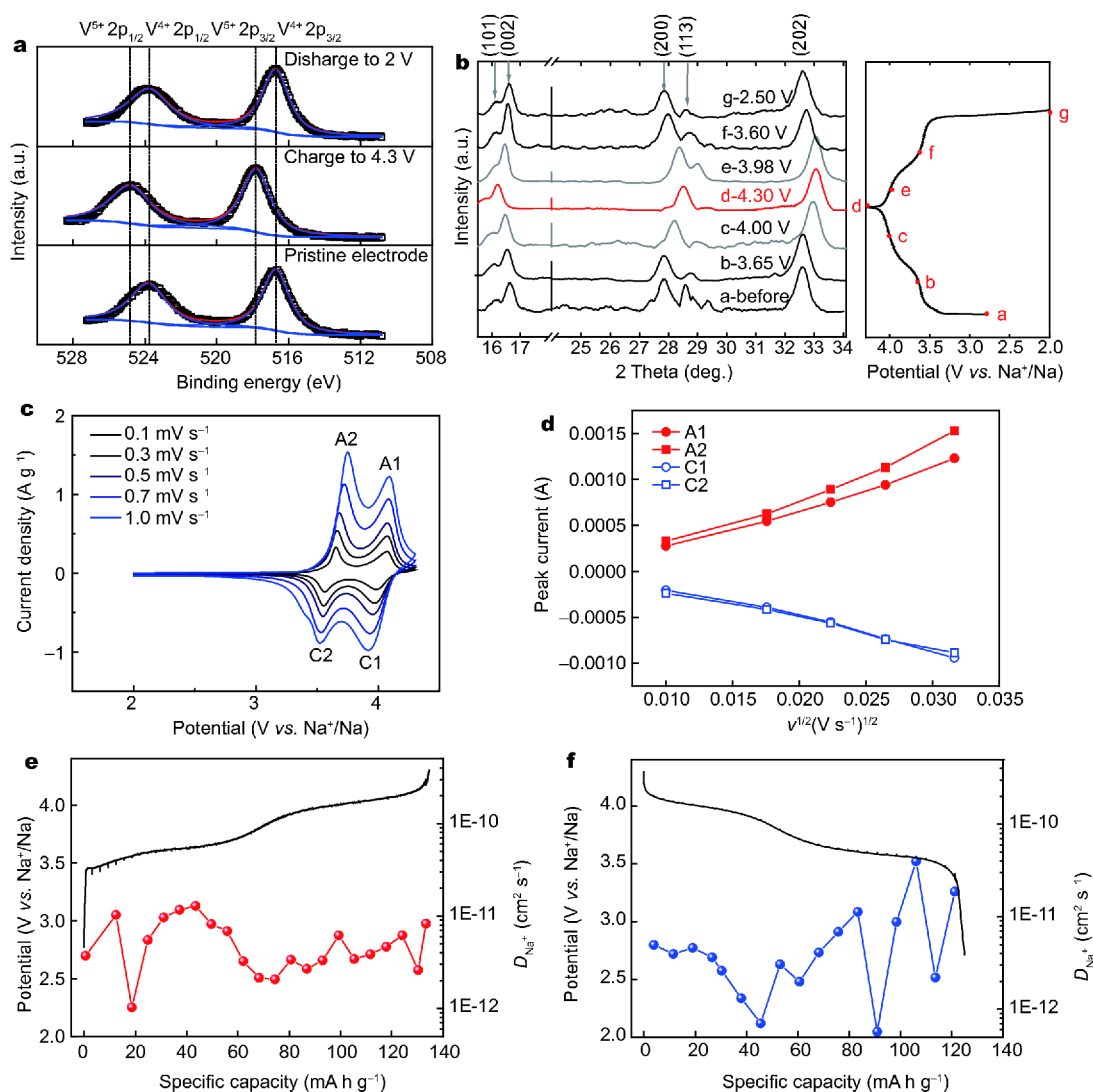 a
V⁵⁺ 2p₁/₂ V⁴⁺ 2p₁/₂ V⁵⁺ 2p₃/₂ V⁴⁺ 2p₃/₂
Disharge to 2 V
Charge to 4.3 V
Pristine electrode
Intensity (a.u.)
528 524 520 516 512 508
Binding energy (eV)
b
(101) (002) (200) (113) (202)
g-2.50 V
f-3.60 V
e-3.98 V
d-4.30 V
c-4.00 V
b-3.65 V
a-before
Intensity (a.u.)
16 17 25 26 27 28 29 30 31 32 33 34
2 Theta (deg.)
g
f
e
d
c
b
a
4.0 3.5 3.0 2.5 2.0
Potential (V vs. Na⁺/Na)
c
0.1 mV s⁻¹
0.3 mV s⁻¹
0.5 mV s⁻¹
0.7 mV s⁻¹
1.0 mV s⁻¹
A2
A1
C2
C1
2
1
0
−1
Current density (A g⁻¹)
2 3 4
Potential (V vs. Na⁺/Na)
d
A1
A2
C1
C2
0.0015
0.0010
0.0005
0.0000
−0.0005
−0.0010
Peak current (A)
0.010 0.015 0.020 0.025 0.030 0.035
v¹/²(V s⁻¹)¹/²
e
4.0
3.5
3.0
2.5
2.0
Potential (V vs. Na⁺/Na)
1E-10
1E-11
1E-12
D Na⁺ (cm² s⁻¹)
0 20 40 60 80 100 120 140
Specific capacity (mA h g⁻¹)
f
4.0
3.5
3.0
2.5
2.0
Potential (V vs. Na⁺/Na)
1E-10
1E-11
1E-12
D Na⁺ (cm² s⁻¹)
0 20 40 60 80 100 120 140
Specific capacity (mA h g⁻¹)